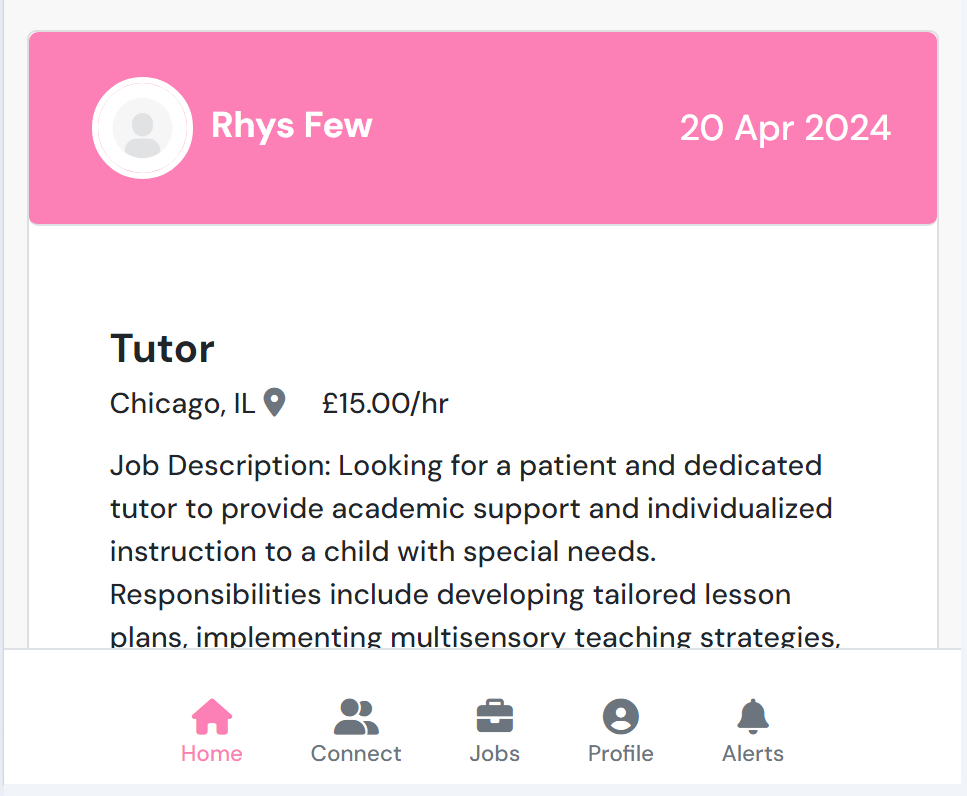 Rhys Few
20 Apr 2024
Tutor
Chicago, IL £15.00/hr
Job Description: Looking for a patient and dedicated
tutor to provide academic support and individualized
instruction to a child with special needs.
Responsibilities include developing tailored lesson
plans, implementing multisensory teaching strategies,
Home Connect Jobs Profile Alerts